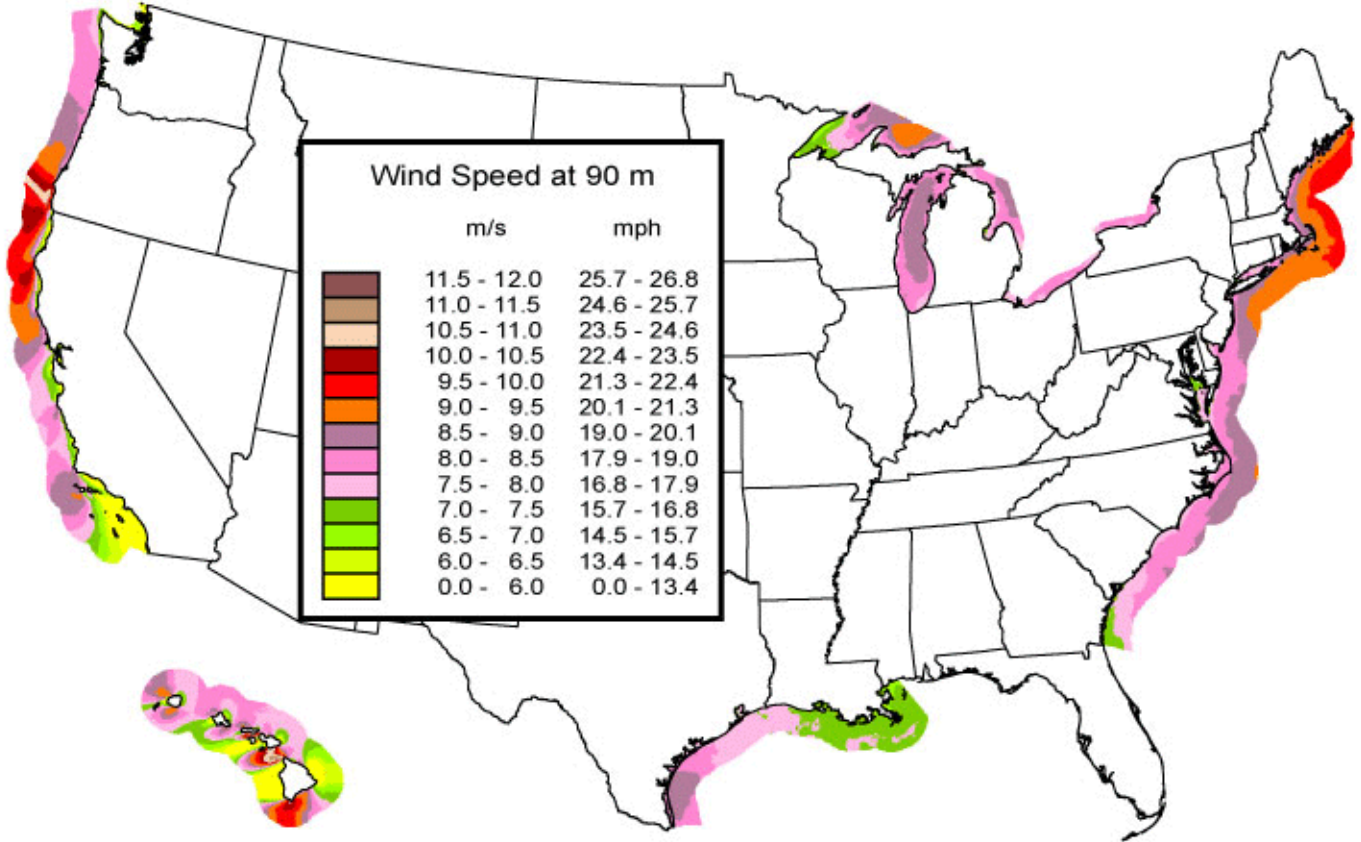 Wind Speed at 90 m
m/s mph
11.5 - 12.0 25.7 - 26.8
11.0 - 11.5 24.6 - 25.7
10.5 - 11.0 23.5 - 24.6
10.0 - 10.5 22.4 - 23.5
9.5 - 10.0 21.3 - 22.4
9.0 - 9.5 20.1 - 21.3
8.5 - 9.0 19.0 - 20.1
8.0 - 8.5 17.9 - 19.0
7.5 - 8.0 16.8 - 17.9
7.0 - 7.5 15.7 - 16.8
6.5 - 7.0 14.5 - 15.7
6.0 - 6.5 13.4 - 14.5
0.0 - 6.0 0.0 - 13.4